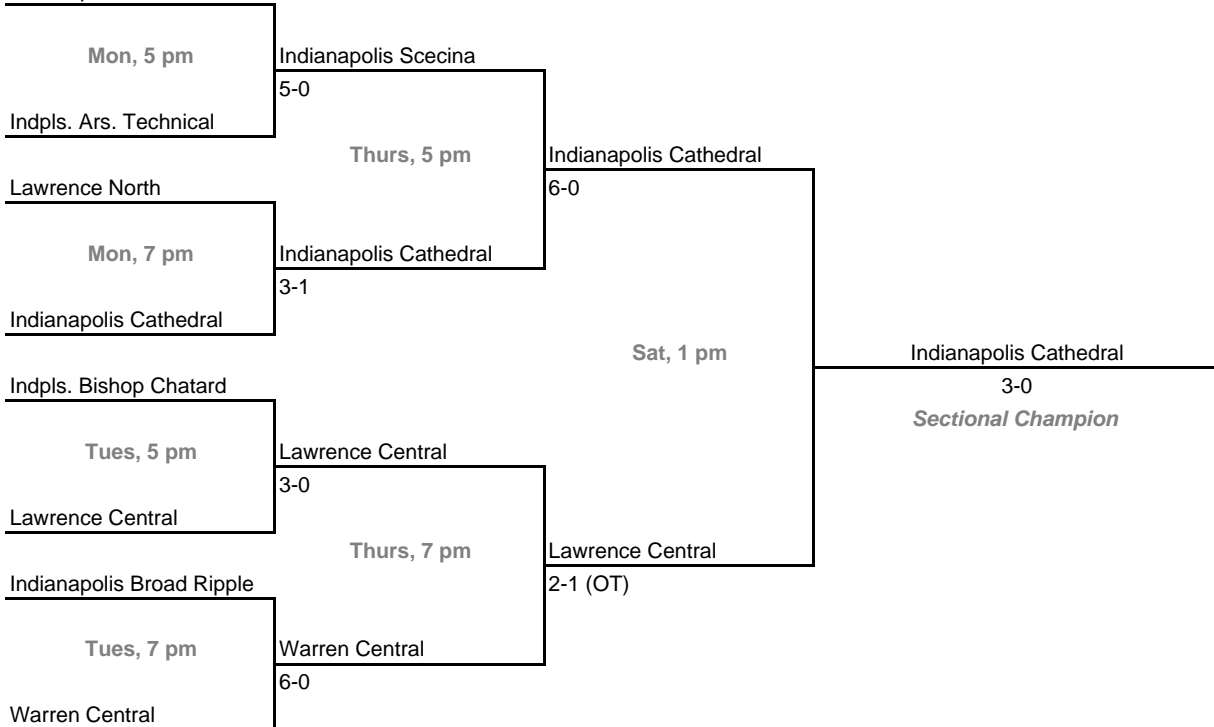 Mon, 5 pm
Indianapolis Scecina
5-0
Indpls. Ars. Technical
Thurs, 5 pm
Indianapolis Cathedral
6-0
Lawrence North
Mon, 7 pm
Indianapolis Cathedral
3-1
Indianapolis Cathedral
Sat, 1 pm
Indianapolis Cathedral
3-0
Sectional Champion
Indpls. Bishop Chatard
Tues, 5 pm
Lawrence Central
3-0
Lawrence Central
Thurs, 7 pm
Lawrence Central
2-1 (OT)
Indianapolis Broad Ripple
Tues, 7 pm
Warren Central
6-0
Warren Central